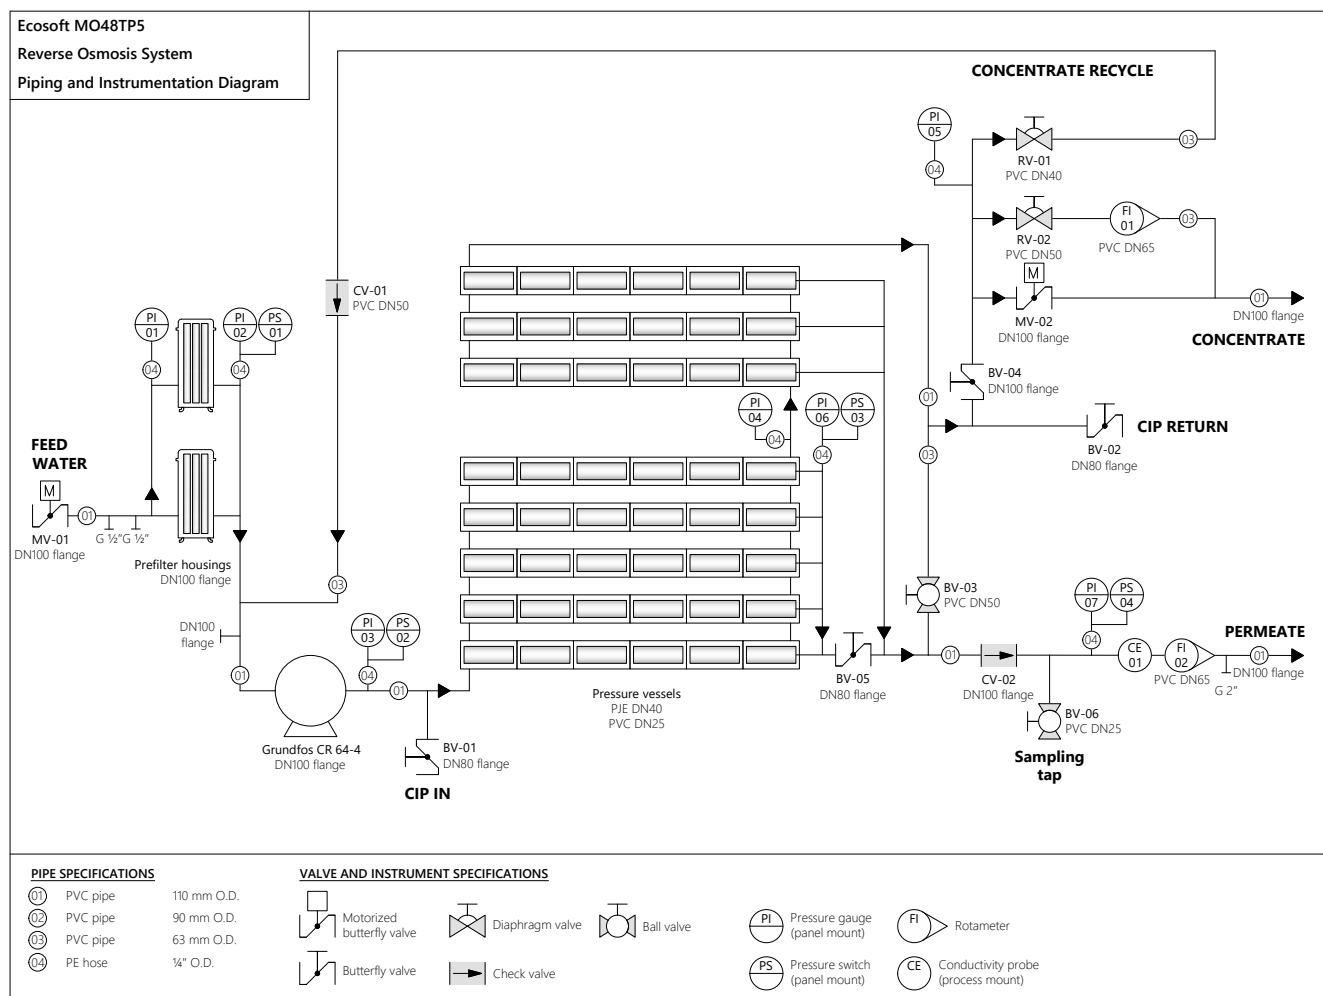 Ecosoft MO48TP5
Reverse Osmosis System
Piping and Instrumentation Diagram
CONCENTRATE RECYCLE
PI
05
04
RV-01
PVC DN40
03
RV-02
PVC DN50
FI
01
PVC DN65
03
M
MV-02
DN100 flange
01
DN100 flange
CONCENTRATE
CV-01
PVC DN50
PI
01
PI
02
PS
01
04
04
BV-04
DN100 flange
01
PI
04
PI
06
PS
03
04
04
03
CIP RETURN
BV-02
DN80 flange
FEED
WATER
M
01
MV-01
DN100 flange
G ½"
G ½"
Prefilter housings
DN100 flange
03
DN100
flange
01
PI
03
PS
02
04
01
Grundfos CR 64-4
DN100 flange
BV-01
DN80 flange
CIP IN
Pressure vessels
PJE DN40
PVC DN25
BV-05
DN80 flange
BV-03
PVC DN50
01
CV-02
DN100 flange
PI
07
PS
04
04
CE
01
FI
02
PVC DN65
G 2"
01
PERMEATE
DN100 flange
BV-06
PVC DN25
Sampling
tap
PIPE SPECIFICATIONS
01 PVC pipe 110 mm O.D.
02 PVC pipe 90 mm O.D.
03 PVC pipe 63 mm O.D.
04 PE hose ¼" O.D.
VALVE AND INSTRUMENT SPECIFICATIONS
Motorized
butterfly valve
Butterfly valve
Diaphragm valve
Check valve
Ball valve
PI
Pressure gauge
(panel mount)
PS
Pressure switch
(panel mount)
FI
Rotameter
CE
Conductivity probe
(process mount)